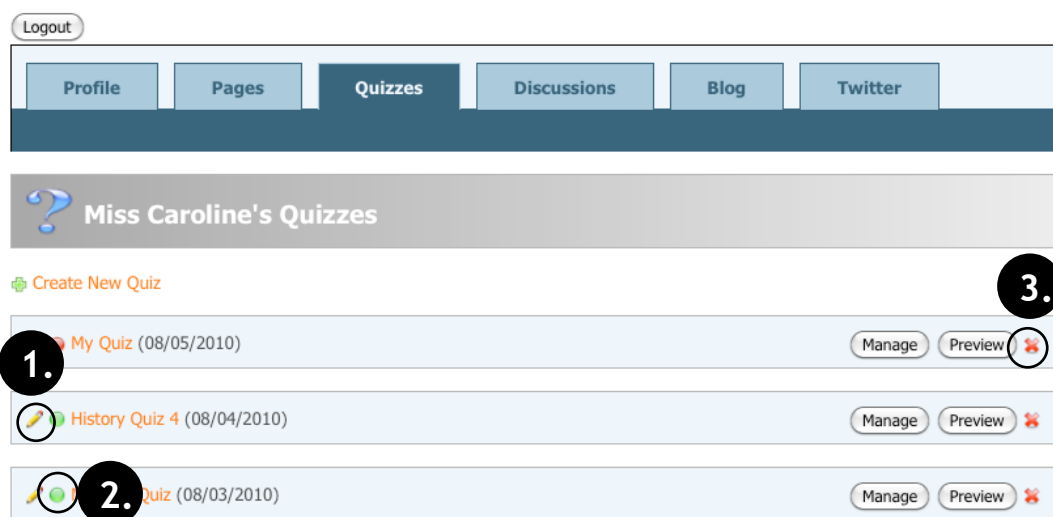 Logout
Profile Pages Quizzes Discussions Blog Twitter
Miss Caroline's Quizzes
Create New Quiz
3.
My Quiz (08/05/2010) Manage Preview
1.
History Quiz 4 (08/04/2010) Manage Preview
2. Quiz (08/03/2010) Manage Preview